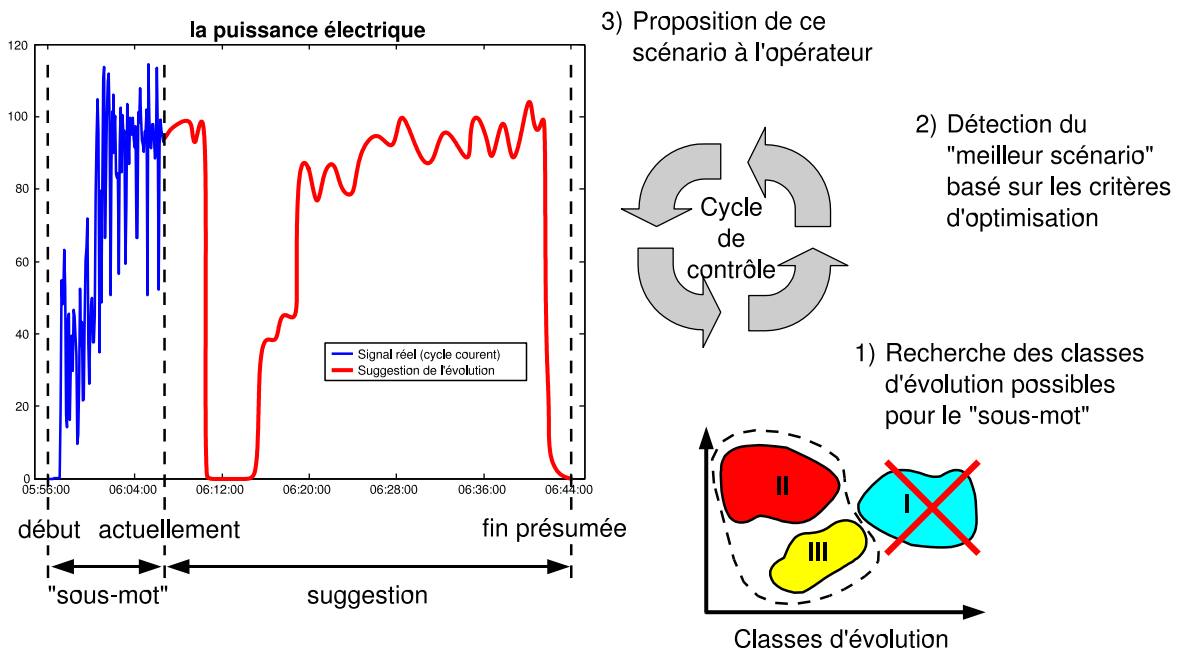 la puissance électrique
120
100
80
60
40
20
0
05:56:00
06:04:00
06:12:00
06:20:00
06:28:00
06:36:00
06:44:00
Signal réel (cycle courent)
Suggestion de l'évolution
début
actuellement
fin présumée
"sous-mot"
suggestion
3) Proposition de ce
scénario à l'opérateur
2) Détection du
"meilleur scénario"
basé sur les critères
d'optimisation
Cycle
de
contrôle
1) Recherche des classes
d'évolution possibles
pour le "sous-mot"
II
I
III
Classes d'évolution